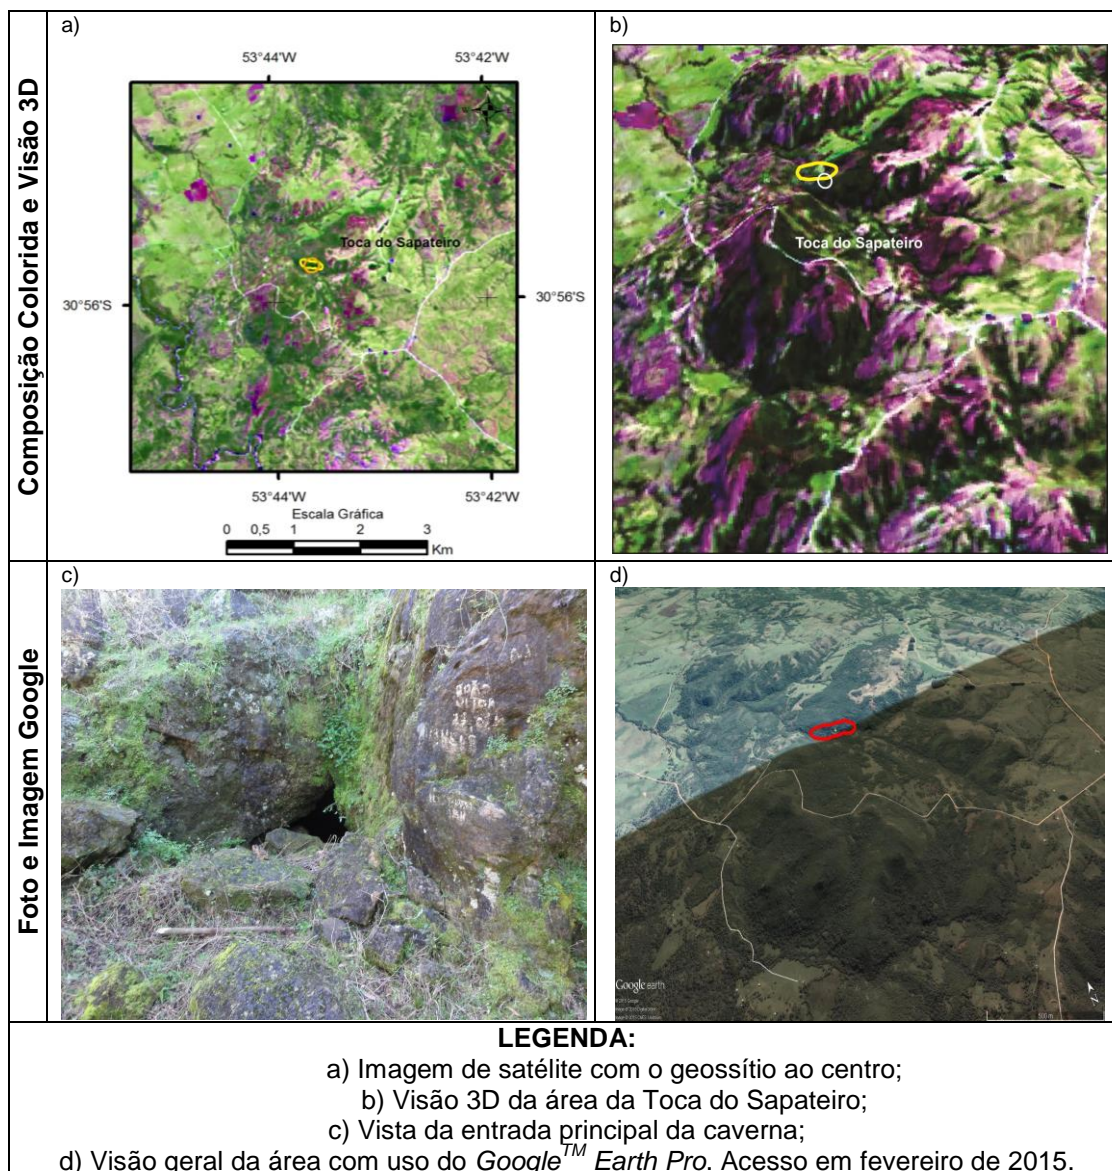 Composição Colorida e Visão 3D
a)
53°44'W
53°42'W
Toca do Sapateiro
30°56'S
30°56'S
53°44'W
53°42'W
Escala Gráfica
0 0,5 1 2 3
Km
b)
Toca do Sapateiro
Foto e Imagem Google
c)
JOÃO
VITOR
d)
Google earth
500 m
N
LEGENDA:
a) Imagem de satélite com o geossítio ao centro;
b) Visão 3D da área da Toca do Sapateiro;
c) Vista da entrada principal da caverna;
d) Visão geral da área com uso do Google™ Earth Pro. Acesso em fevereiro de 2015.